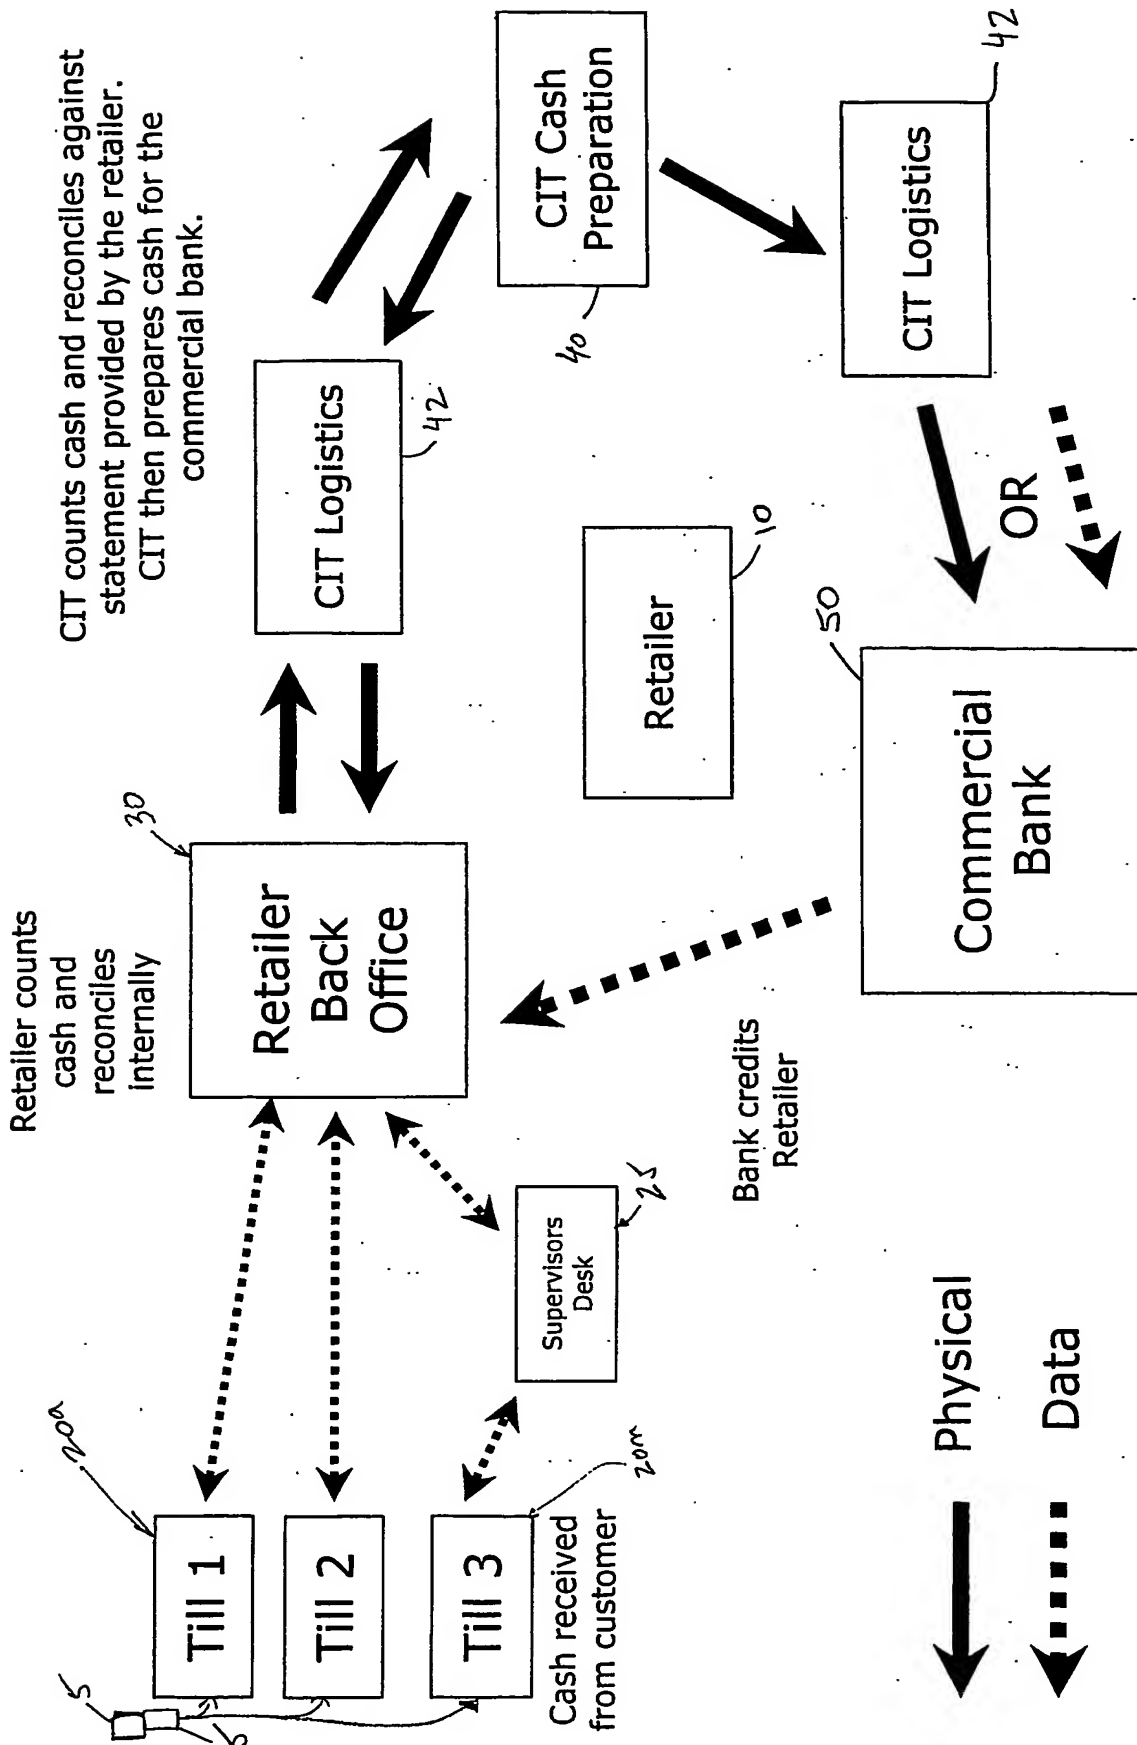 CIT counts cash and reconciles against
statement provided by the retailer.
CIT then prepares cash for the
commercial bank.
Retailer counts
cash and
reconciles
internally
Till 1
20a
Till 2
Till 3
20n
5
Cash received
from customer
Supervisors
Desk
25
Retailer
Back
Office
30
CIT Logistics
42
CIT Cash
Preparation
40
CIT Logistics
42
Retailer
10
OR
Commercial
Bank
50
Bank credits
Retailer
Physical
Data